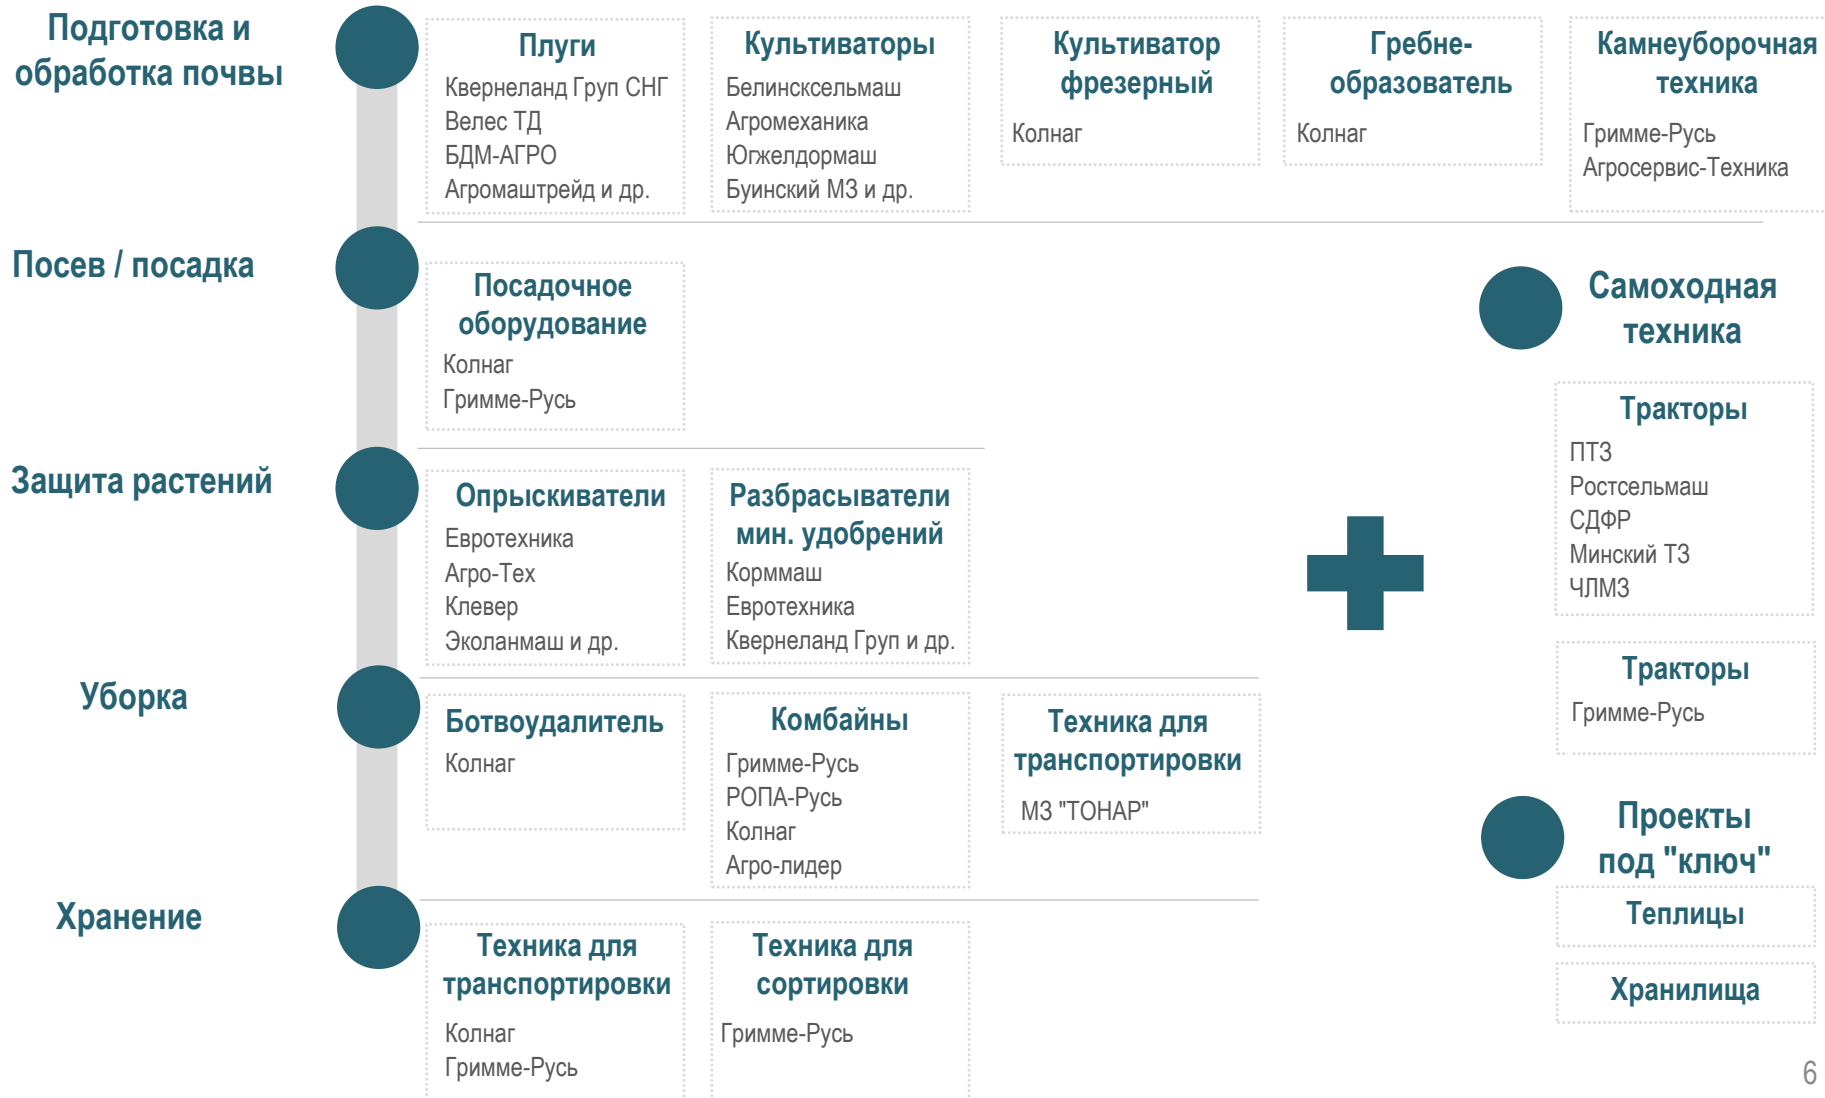 Подготовка и
обработка почвы
Плуги
Квернеланд Груп СНГ
Велес ТД
БДМ-АГРО
Агромаштрейд и др.
Культиваторы
Белинсксельмаш
Агромеханика
Югжелдормаш
Буинский МЗ и др.
Культиватор
фрезерный
Колнаг
Гребне-
образователь
Колнаг
Камнеуборочная
техника
Гримме-Русь
Агросервис-Техника
Посев / посадка
Посадочное
оборудование
Колнаг
Гримме-Русь
Защита растений
Опрыскиватели
Евротехника
Агро-Тех
Клевер
Эколанмаш и др.
Разбрасыватели
мин. удобрений
Корммаш
Евротехника
Квернеланд Груп и др.
Уборка
Ботвоудалитель
Колнаг
Комбайны
Гримме-Русь
РОПА-Русь
Колнаг
Агро-лидер
Техника для
транспортировки
МЗ "ТОНАР"
Хранение
Техника для
транспортировки
Колнаг
Гримме-Русь
Техника для
сортировки
Гримме-Русь
Самоходная
техника
Тракторы
ПТЗ
Ростсельмаш
СДФР
Минский ТЗ
ЧЛМЗ
Тракторы
Гримме-Русь
Проекты
под "ключ"
Теплицы
Хранилища
6